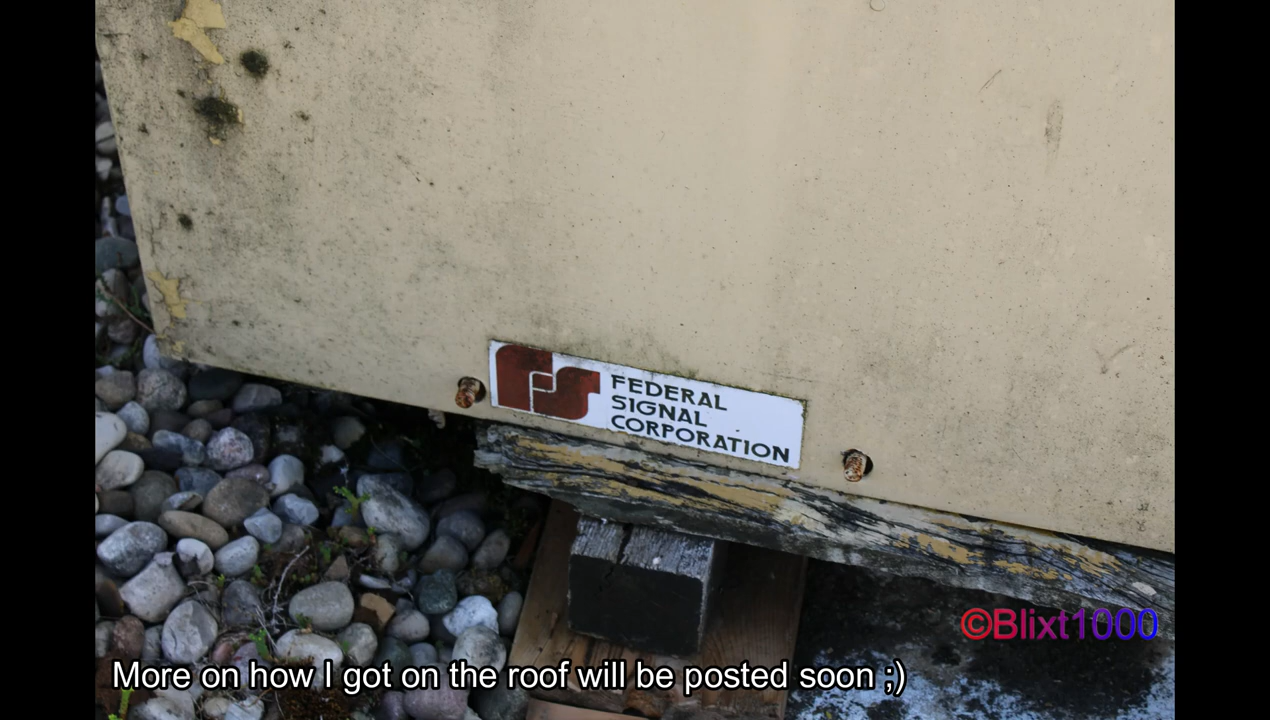 FEDERAL
SIGNAL
CORPORATION
©Blixt1000
More on how I got on the roof will be posted soon ;)